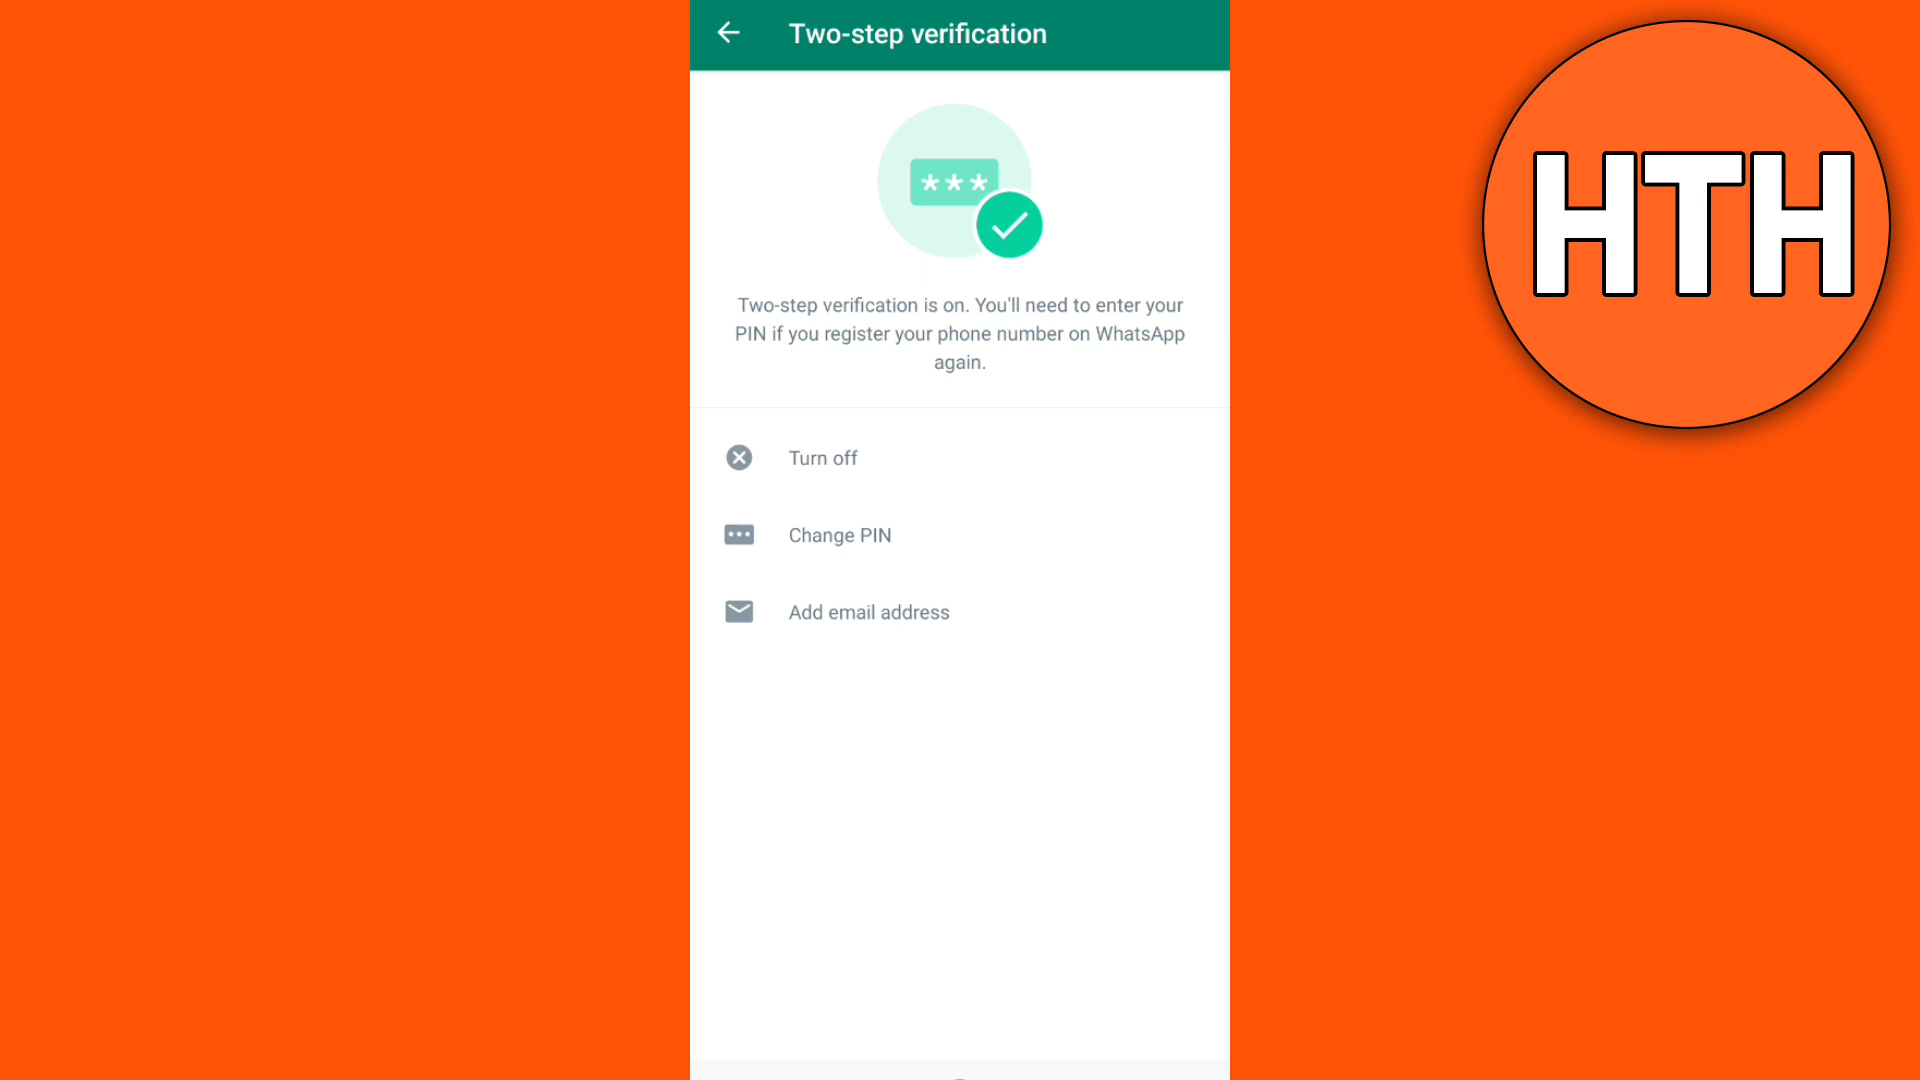 Two-step verification
HTH
***
Two-step verification is on. You'll need to enter your
PIN if you register your phone number on WhatsApp
again.
Turn off
Change PIN
Add email address